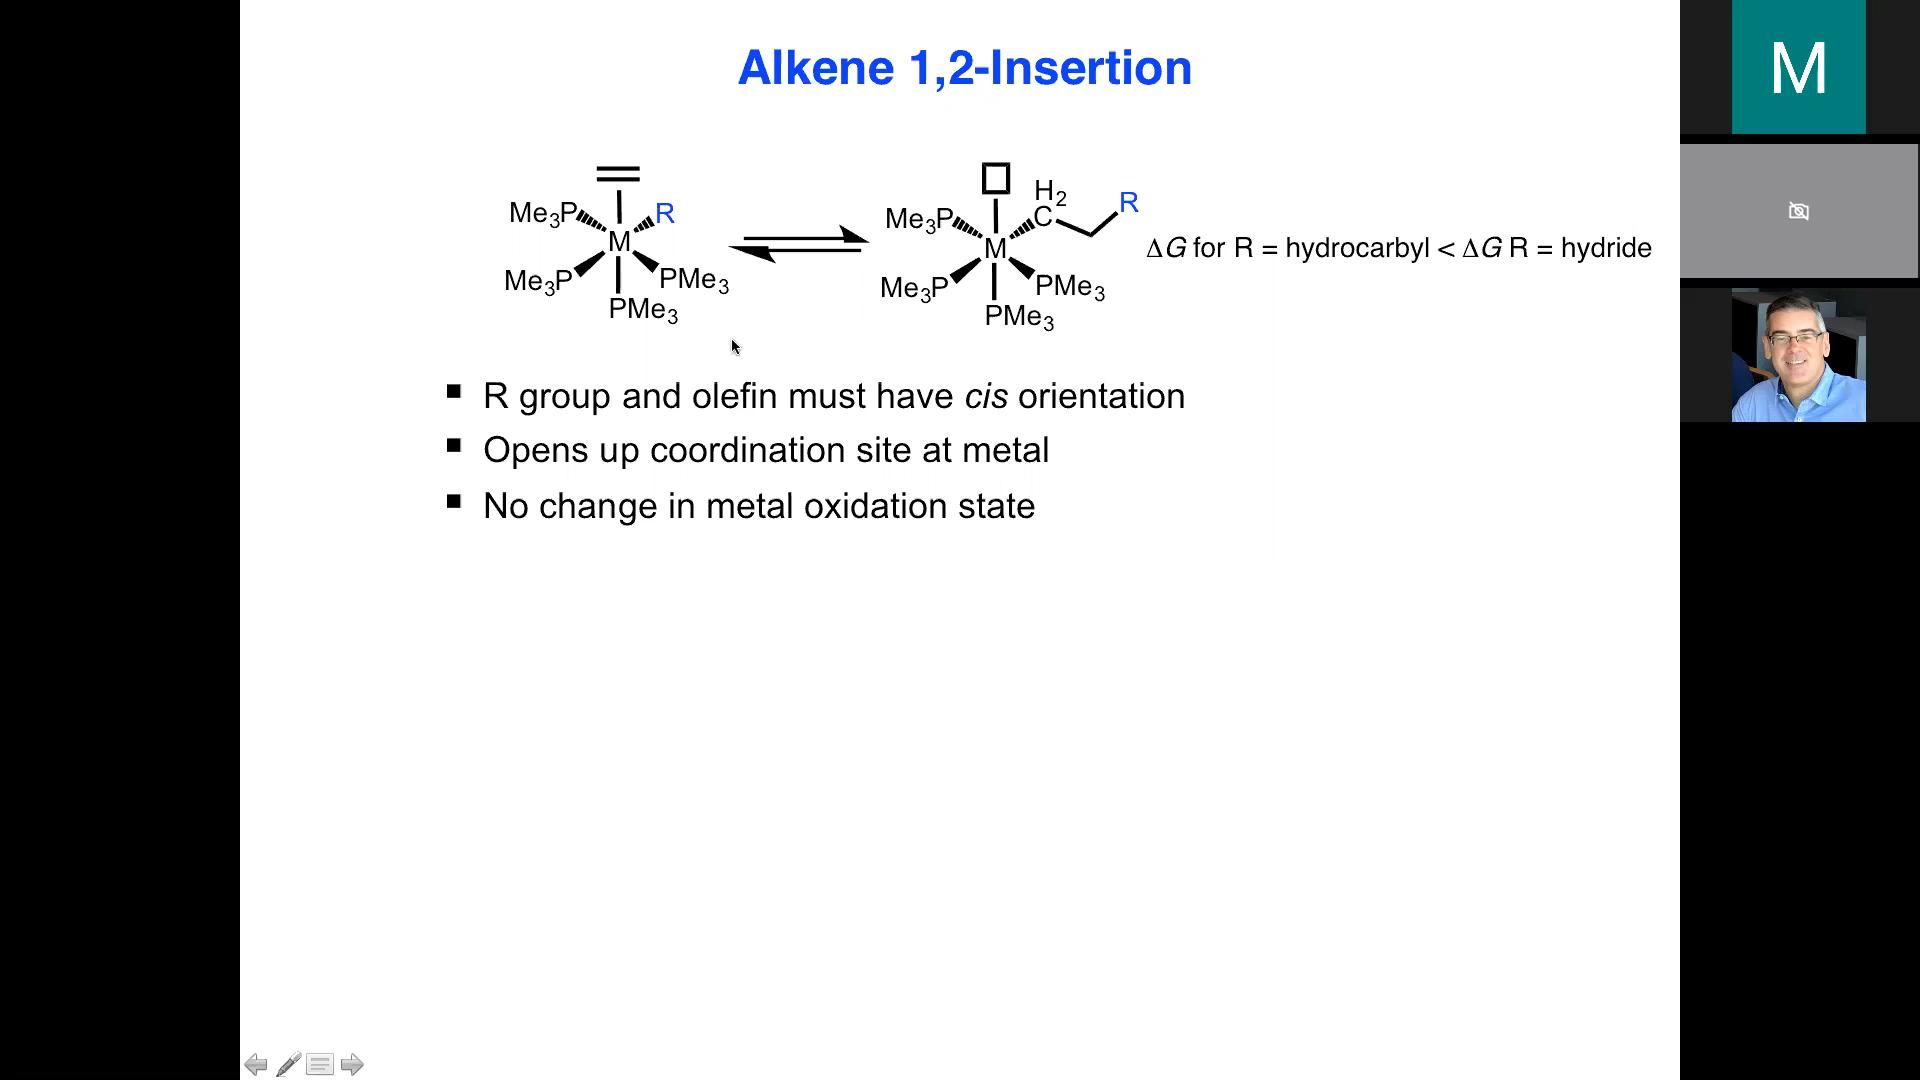 Alkene 1,2-Insertion
Me3P
R
M
Me3P
PMe3
PMe3
H2
C
R
Me3P
M
Me3P
PMe3
PMe3
ΔG for R = hydrocarbyl < ΔG R = hydride
R group and olefin must have cis orientation
Opens up coordination site at metal
No change in metal oxidation state
M